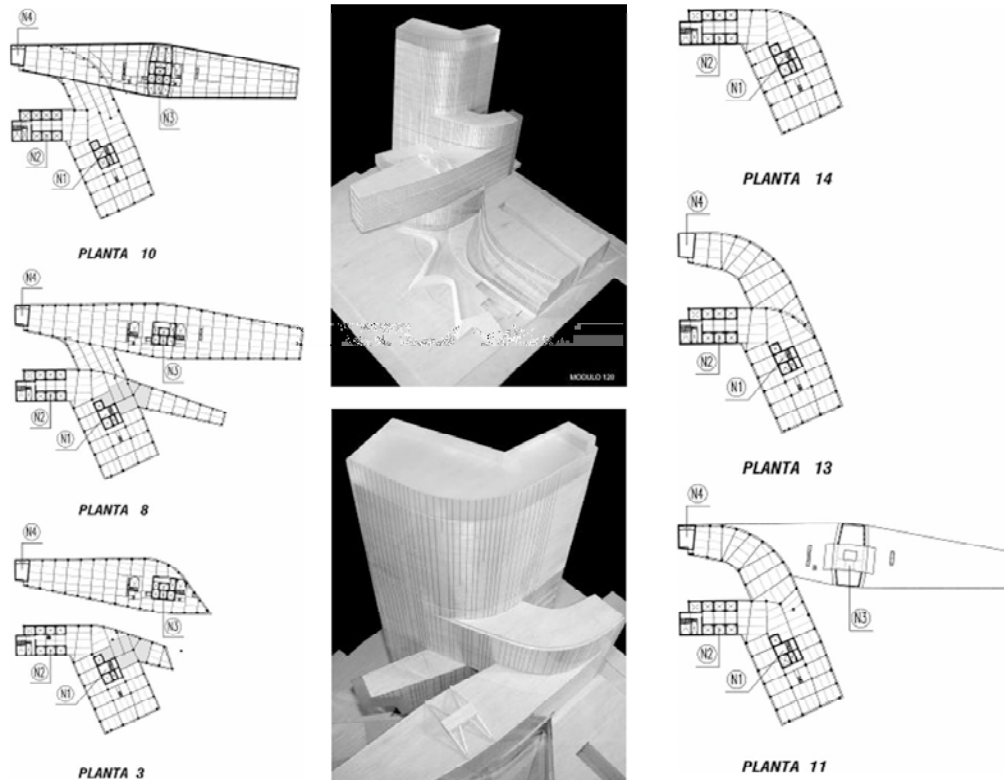 N4
N3
N2
N1
PLANTA 10
N4
N3
N2
N1
PLANTA 8
N4
N3
N2
N1
PLANTA 3
MODULO 120
N2
N1
PLANTA 14
N4
N2
N1
PLANTA 13
N4
N3
N2
N1
PLANTA 11